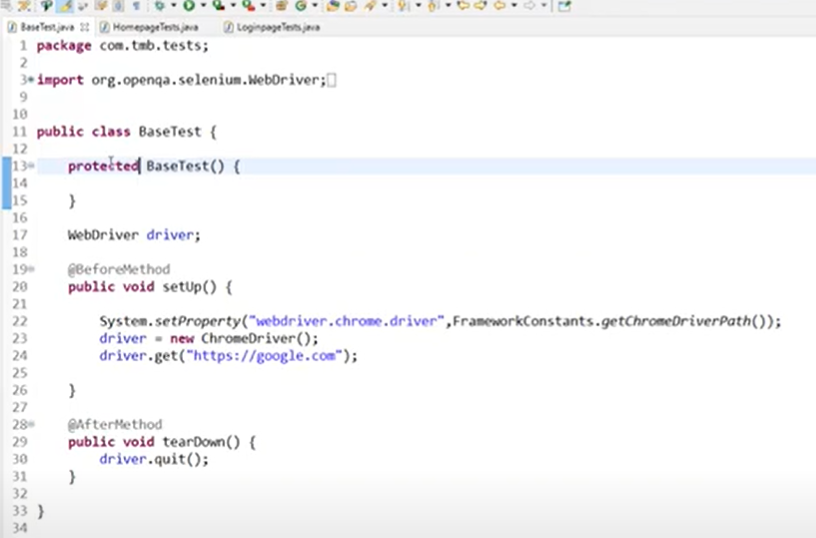 BaseTest.java HomepageTests.java LoginpageTests.java
1 package com.tmb.tests;
2
3 import org.openqa.selenium.WebDriver;
9
10
11 public class BaseTest {
12
13 protected BaseTest() {
14
15 }
16
17 WebDriver driver;
18
19 @BeforeMethod
20 public void setUp() {
21
22 System.setProperty("webdriver.chrome.driver",FrameworkConstants.getChromeDriverPath());
23 driver = new ChromeDriver();
24 driver.get("https://google.com");
25
26 }
27
28 @AfterMethod
29 public void tearDown() {
30 driver.quit();
31 }
32
33 }
34